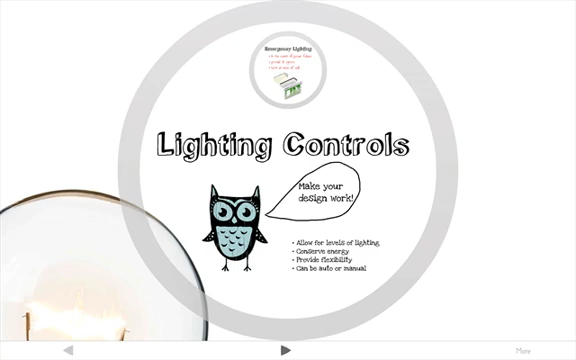 Emergency Lighting
Lighting Controls
Make your
design work!
• Allow for levels of lighting
• Conserve energy
• Provide flexibility
• Can be auto or manual
More